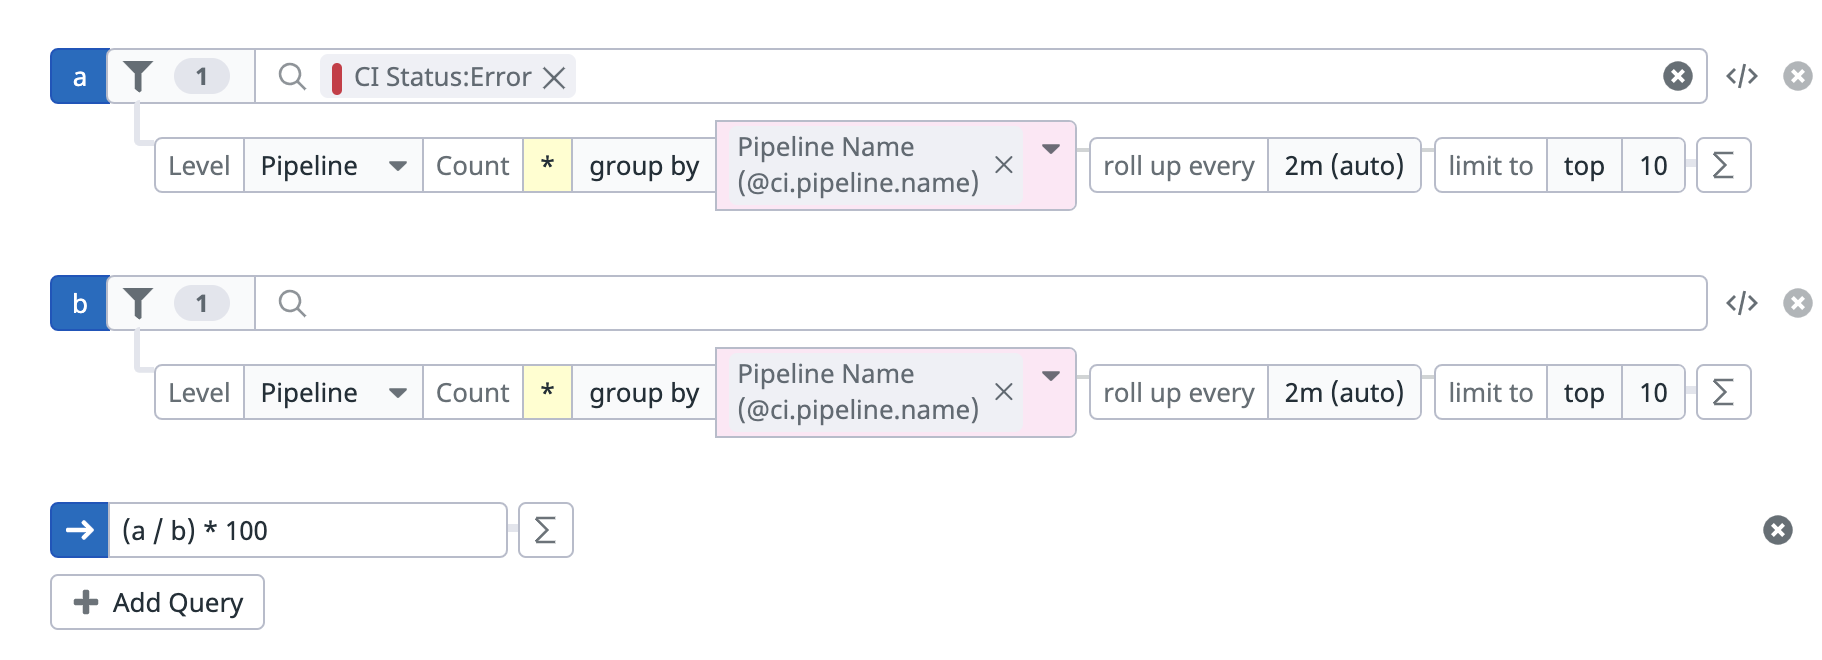 a 1 CI Status:Error </>
Level Pipeline Count * group by Pipeline Name (@ci.pipeline.name) roll up every 2m (auto) limit to top 10 Σ
b 1 </>
Level Pipeline Count * group by Pipeline Name (@ci.pipeline.name) roll up every 2m (auto) limit to top 10 Σ
(a / b) * 100 Σ
Add Query